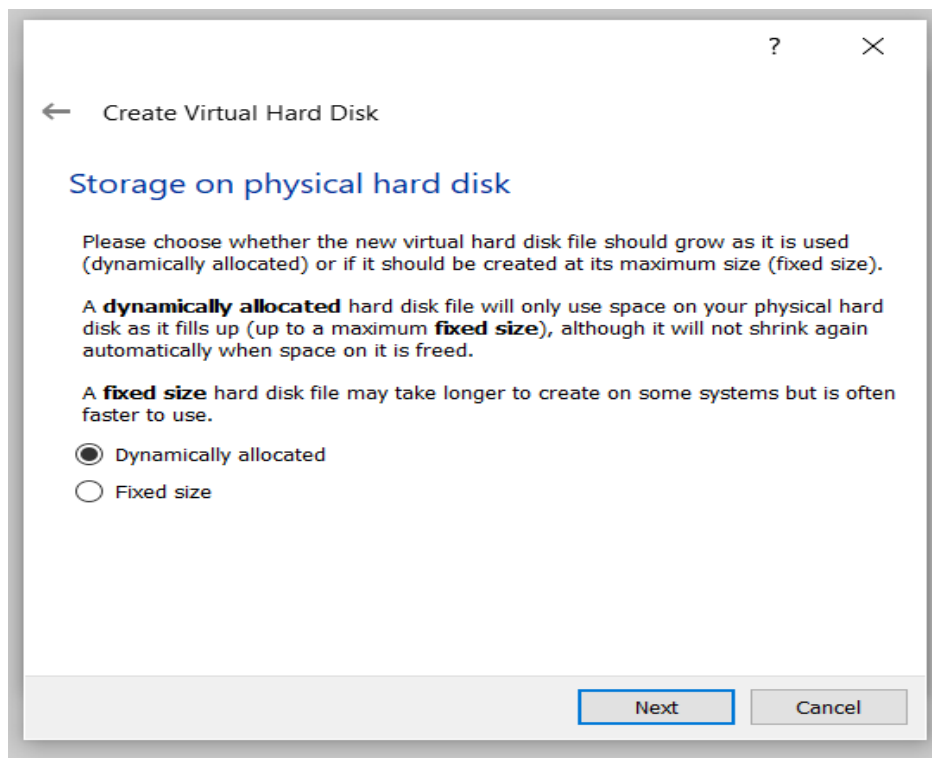 ?
Create Virtual Hard Disk
Storage on physical hard disk
Please choose whether the new virtual hard disk file should grow as it is used
(dynamically allocated) or if it should be created at its maximum size (fixed size).
A dynamically allocated hard disk file will only use space on your physical hard
disk as it fills up (up to a maximum fixed size), although it will not shrink again
automatically when space on it is freed.
A fixed size hard disk file may take longer to create on some systems but is often
faster to use.
Dynamically allocated
Fixed size
Next
Cancel